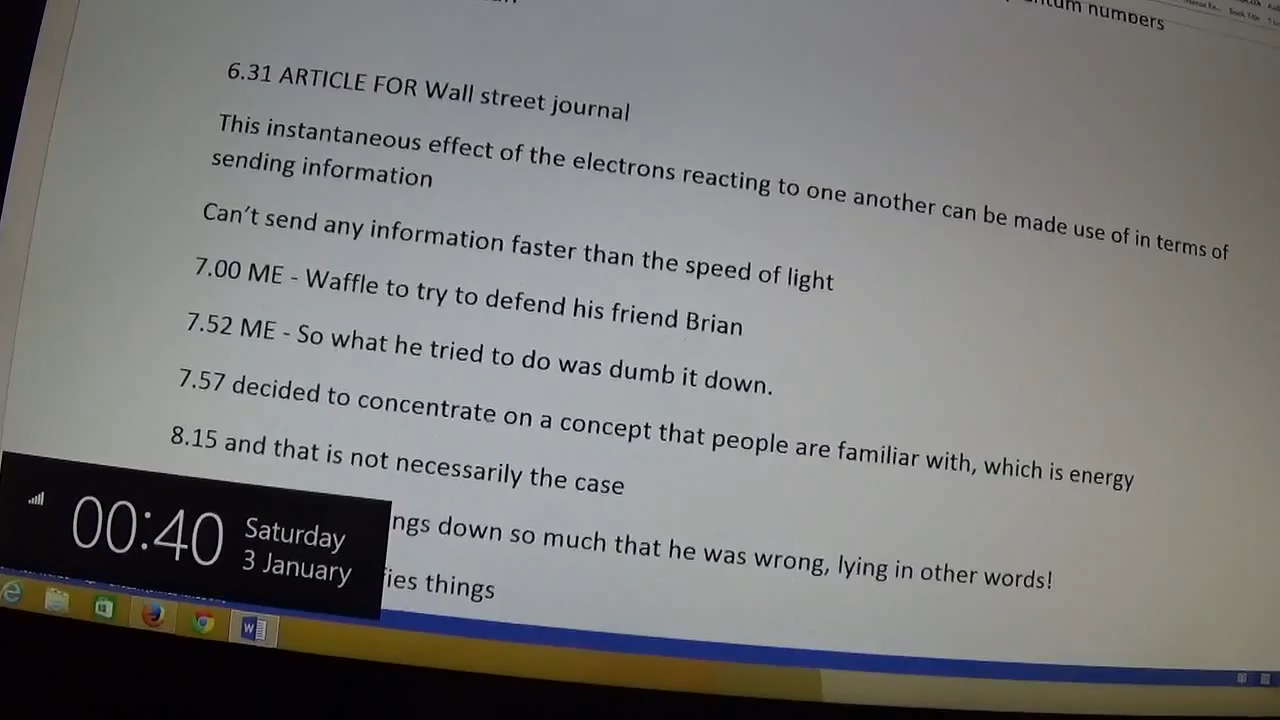 numbers
6.31 ARTICLE FOR Wall street journal
This instantaneous effect of the electrons reacting to one another can be made use of in terms of
sending information
Can't send any information faster than the speed of light
7.00 ME - Waffle to try to defend his friend Brian
7.52 ME - So what he tried to do was dumb it down.
7.57 decided to concentrate on a concept that people are familiar with, which is energy
8.15 and that is not necessarily the case
ngs down so much that he was wrong, lying in other words!
ies things
00:40
Saturday
3 January